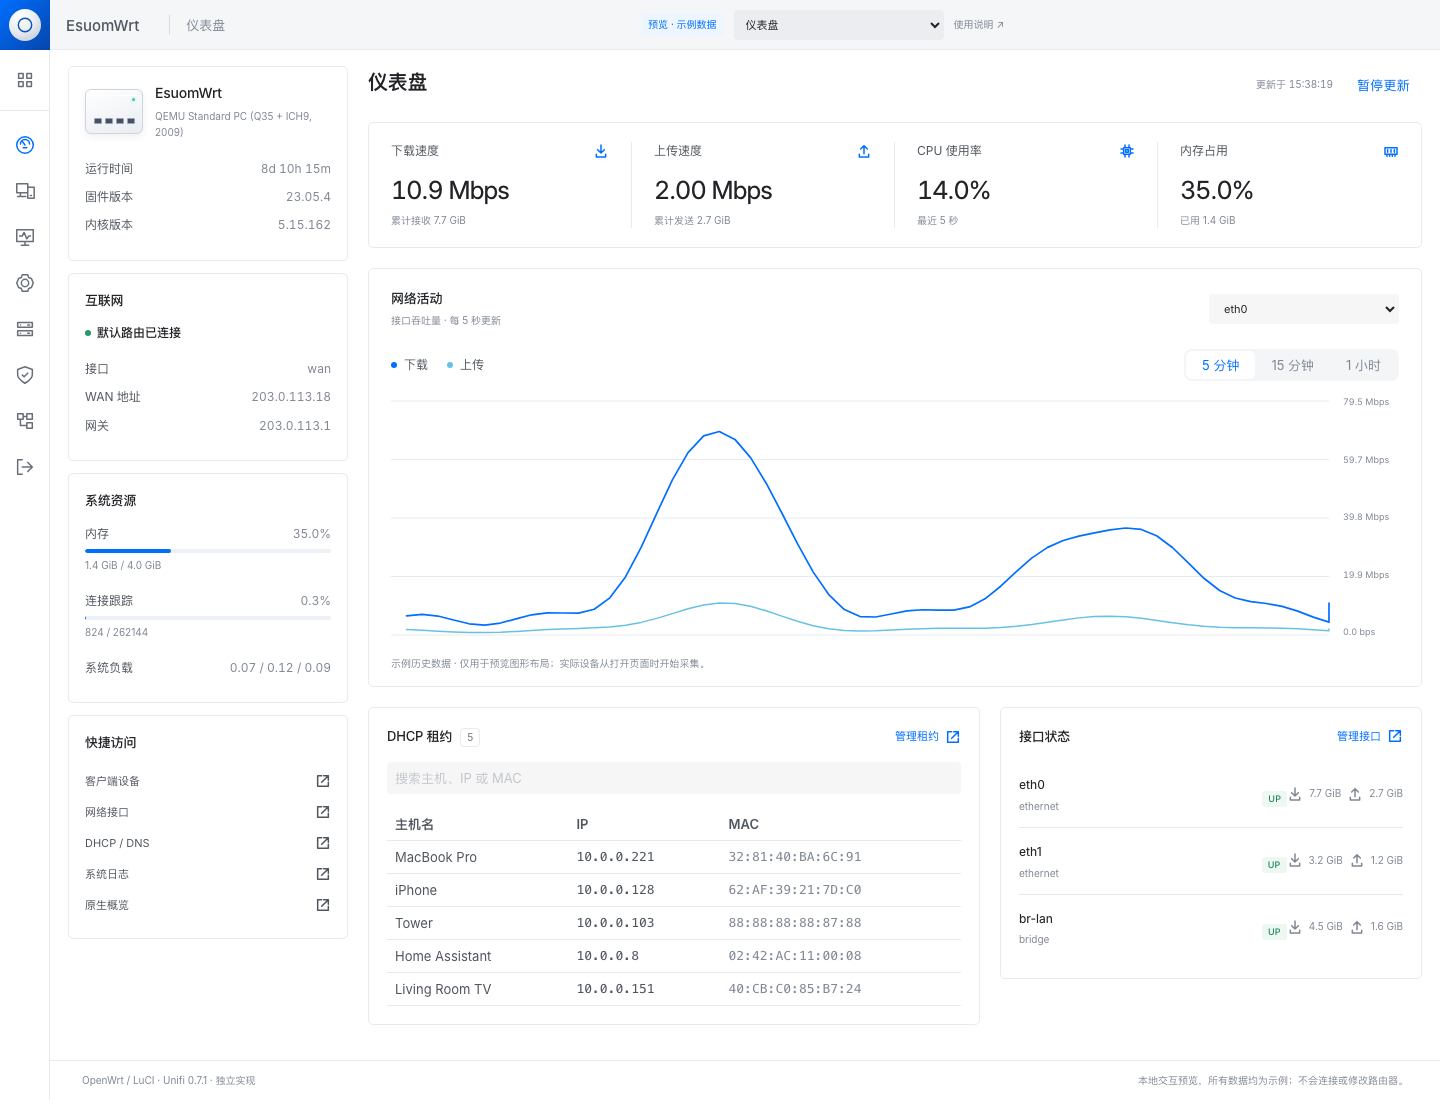 EsuomWrt
仪表盘
预览 · 示例数据
仪表盘
使用说明 ↗
EsuomWrt
QEMU Standard PC (Q35 + ICH9,
2009)
运行时间 8d 10h 15m
固件版本 23.05.4
内核版本 5.15.162
互联网
默认路由已连接
接口 wan
WAN 地址 203.0.113.18
网关 203.0.113.1
系统资源
内存 35.0%
1.4 GiB / 4.0 GiB
连接跟踪 0.3%
824 / 262144
系统负载 0.07 / 0.12 / 0.09
快捷访问
客户端设备
网络接口
DHCP / DNS
系统日志
原生概览
仪表盘
更新于 15:38:19
暂停更新
下载速度
10.9 Mbps
累计接收 7.7 GiB
上传速度
2.00 Mbps
累计发送 2.7 GiB
CPU 使用率
14.0%
最近 5 秒
内存占用
35.0%
已用 1.4 GiB
网络活动
接口吞吐量 · 每 5 秒更新
eth0
下载 上传
5 分钟 15 分钟 1 小时
79.5 Mbps
59.7 Mbps
39.8 Mbps
19.9 Mbps
0.0 bps
示例历史数据 · 仅用于预览图形布局；实际设备从打开页面时开始采集。
DHCP 租约 5
管理租约
搜索主机、IP 或 MAC
主机名 IP MAC
MacBook Pro 10.0.0.221 32:81:40:BA:6C:91
iPhone 10.0.0.128 62:AF:39:21:7D:C0
Tower 10.0.0.103 88:88:88:88:87:88
Home Assistant 10.0.0.8 02:42:AC:11:00:08
Living Room TV 10.0.0.151 40:CB:C0:85:B7:24
接口状态
管理接口
eth0
ethernet
UP 7.7 GiB 2.7 GiB
eth1
ethernet
UP 3.2 GiB 1.2 GiB
br-lan
bridge
UP 4.5 GiB 1.6 GiB
OpenWrt / LuCI · Unifi 0.7.1 · 独立实现
本地交互预览，所有数据均为示例；不会连接或修改路由器。